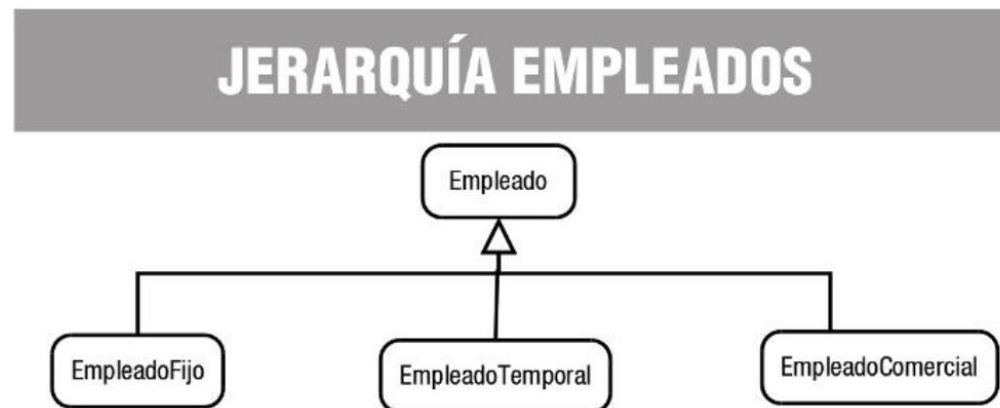 JERARQUÍA EMPLEADOS
Empleado
EmpleadoFijo
EmpleadoTemporal
EmpleadoComercial